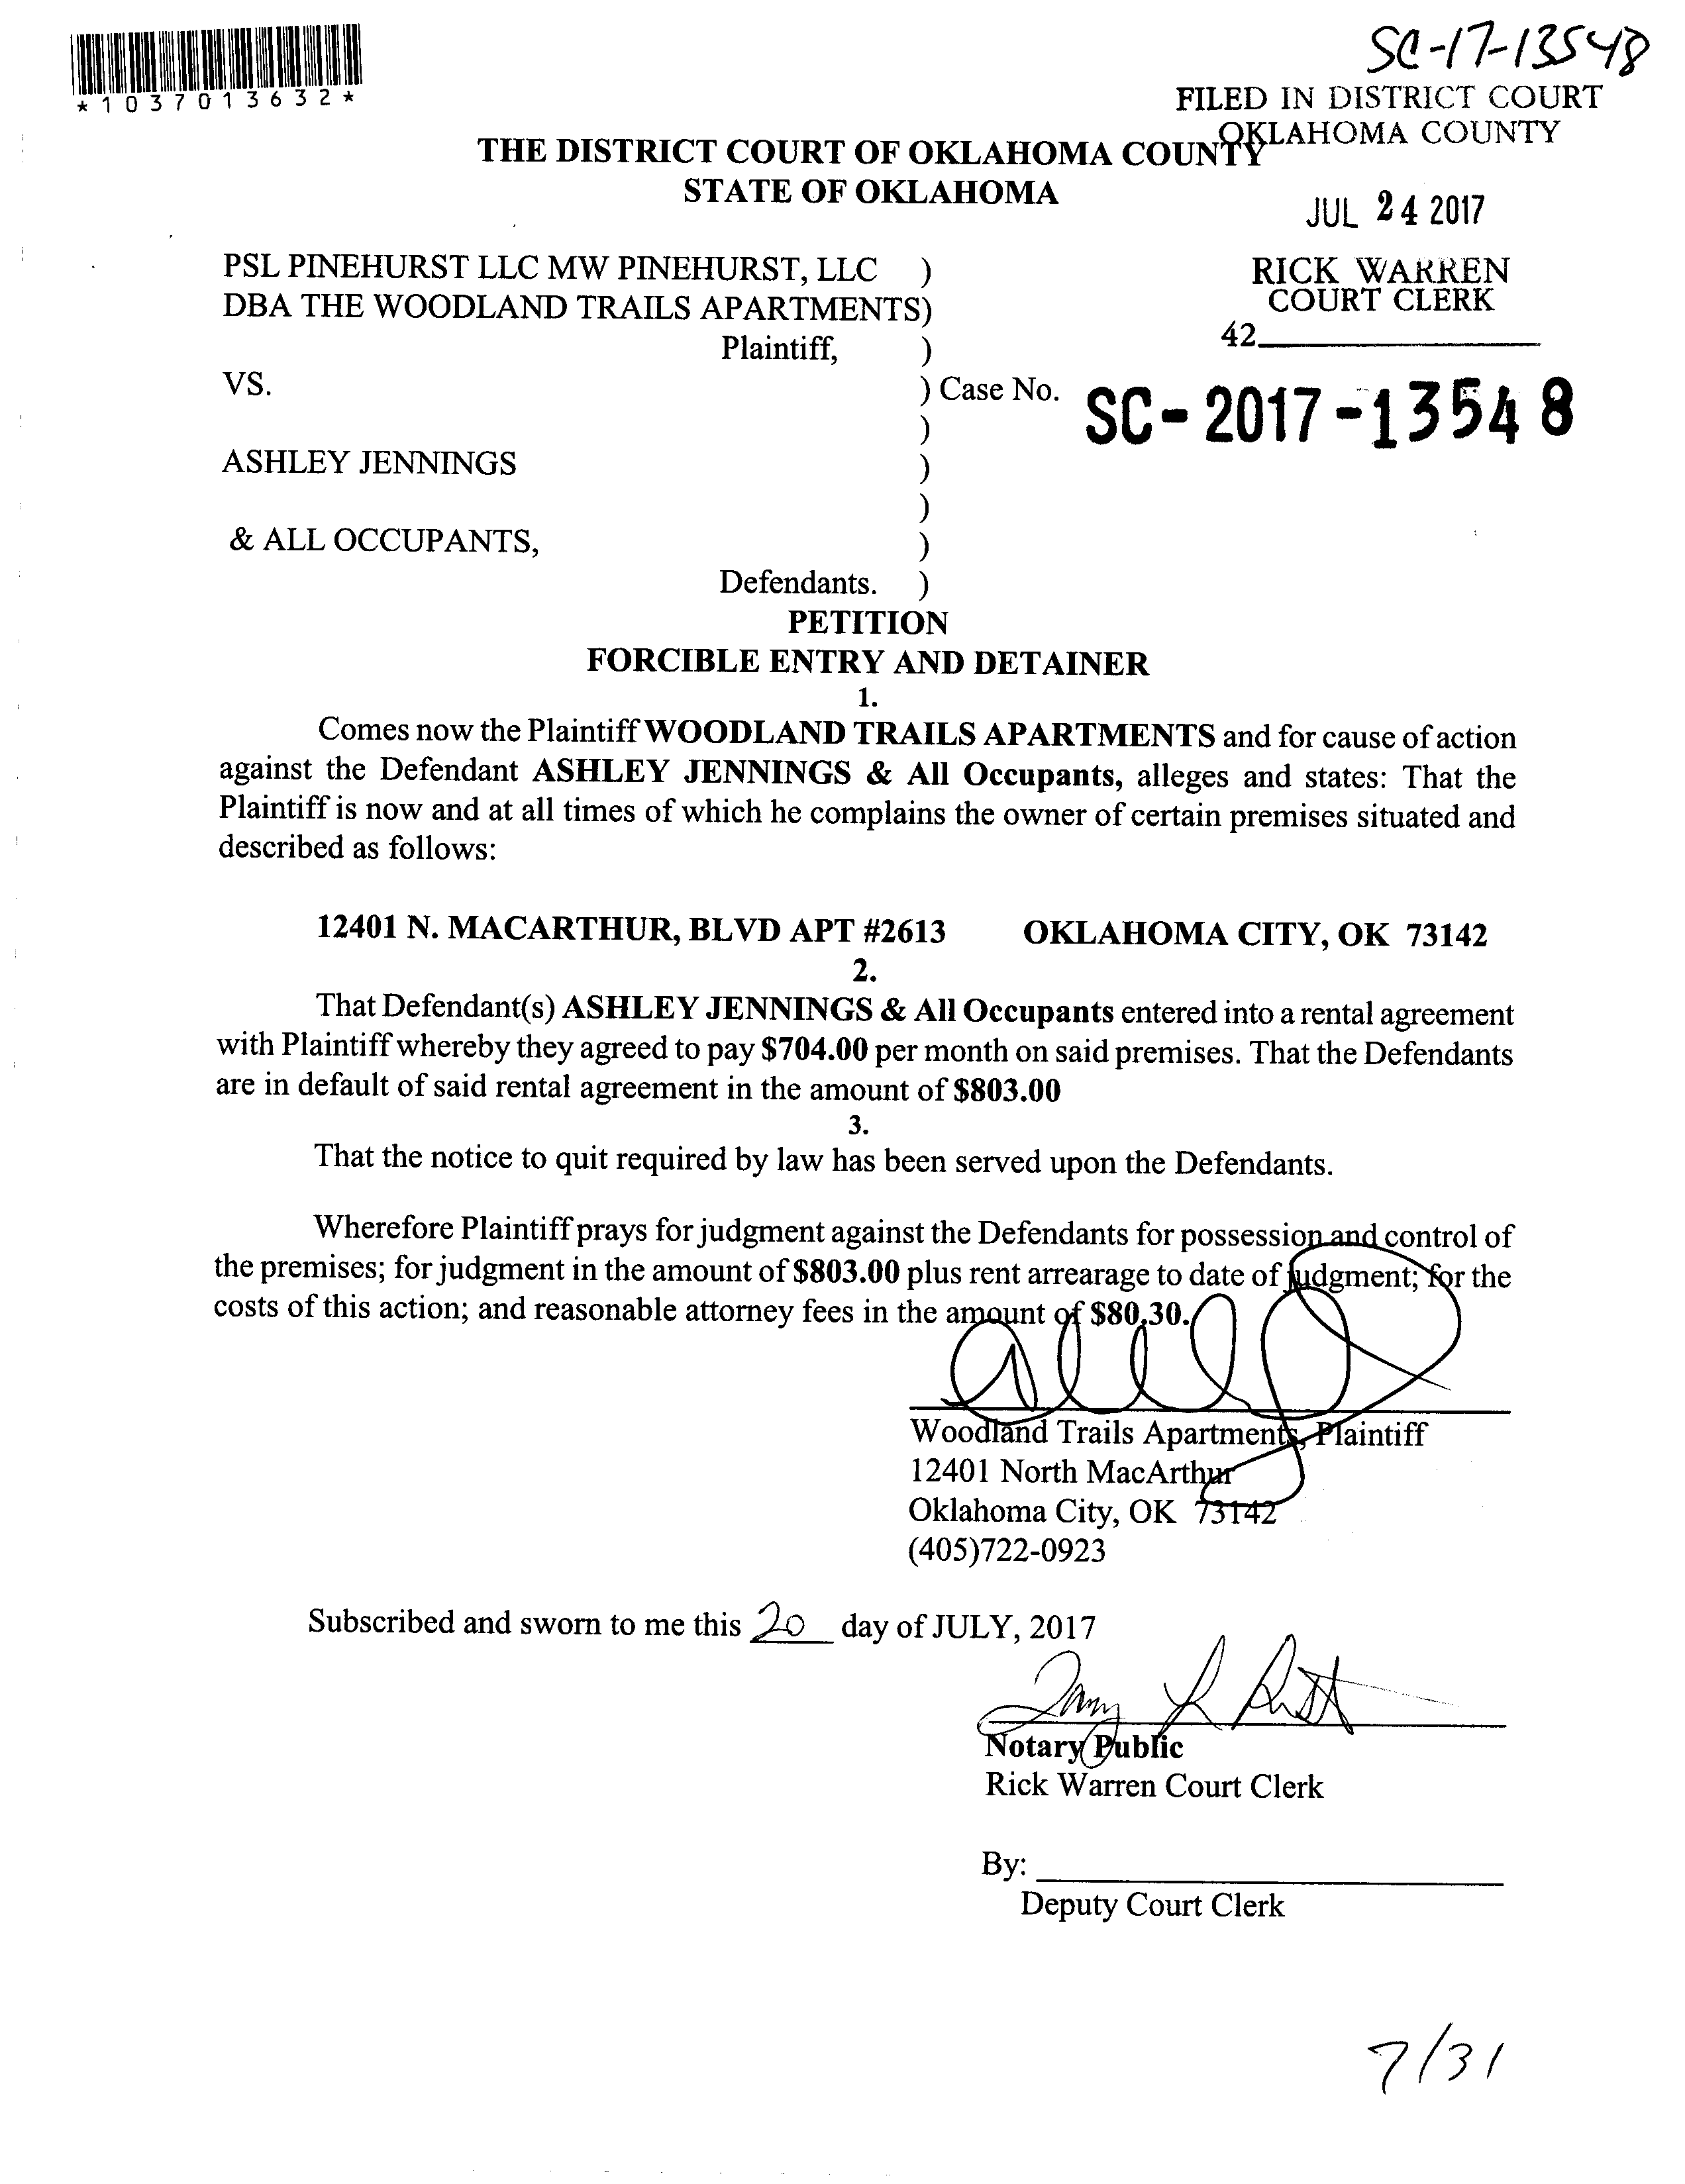 SC-17-13548
*1037013632*
FILED IN DISTRICT COURT
OKLAHOMA COUNTY
THE DISTRICT COURT OF OKLAHOMA COUNTY
STATE OF OKLAHOMA
JUL 24 2017
PSL PINEHURST LLC MW PINEHURST, LLC )
RICK WARREN
COURT CLERK
DBA THE WOODLAND TRAILS APARTMENTS)
42
Plaintiff, )
VS. ) Case No. SC-2017-13548
)
ASHLEY JENNINGS )
)
& ALL OCCUPANTS, )
Defendants. )
PETITION
FORCIBLE ENTRY AND DETAINER
1.
Comes now the Plaintiff WOODLAND TRAILS APARTMENTS and for cause of action
against the Defendant ASHLEY JENNINGS & All Occupants, alleges and states: That the
Plaintiff is now and at all times of which he complains the owner of certain premises situated and
described as follows:
12401 N. MACARTHUR, BLVD APT #2613 OKLAHOMA CITY, OK 73142
2.
That Defendant(s) ASHLEY JENNINGS & All Occupants entered into a rental agreement
with Plaintiff whereby they agreed to pay $704.00 per month on said premises. That the Defendants
are in default of said rental agreement in the amount of $803.00
3.
That the notice to quit required by law has been served upon the Defendants.
Wherefore Plaintiff prays for judgment against the Defendants for possession and control of
the premises; for judgment in the amount of $803.00 plus rent arrearage to date of judgment; for the
costs of this action; and reasonable attorney fees in the amount of $80.30.
Woodland Trails Apartments, Plaintiff
12401 North MacArthur
Oklahoma City, OK 73142
(405)722-0923
Subscribed and sworn to me this 20 day of JULY, 2017
Notary Public
Rick Warren Court Clerk
By:
Deputy Court Clerk
7/31